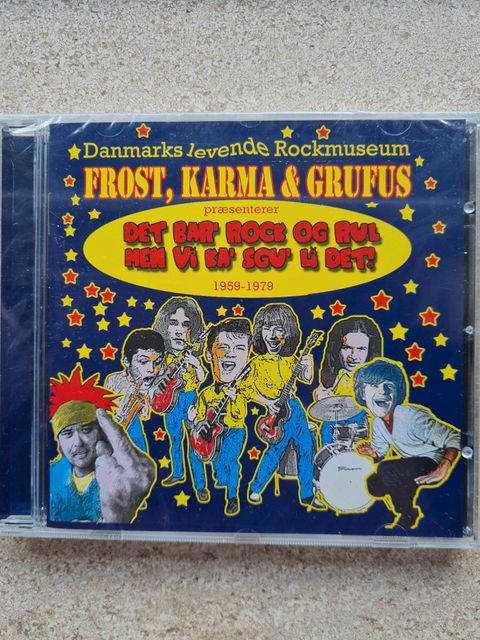 Danmarks levende Rockmuseum
FROST, KARMA & GRUFUS
præsenterer
DET BAR' ROCK OG RUL
MEN Vi KA' SGU' Li DET!
1959-1979